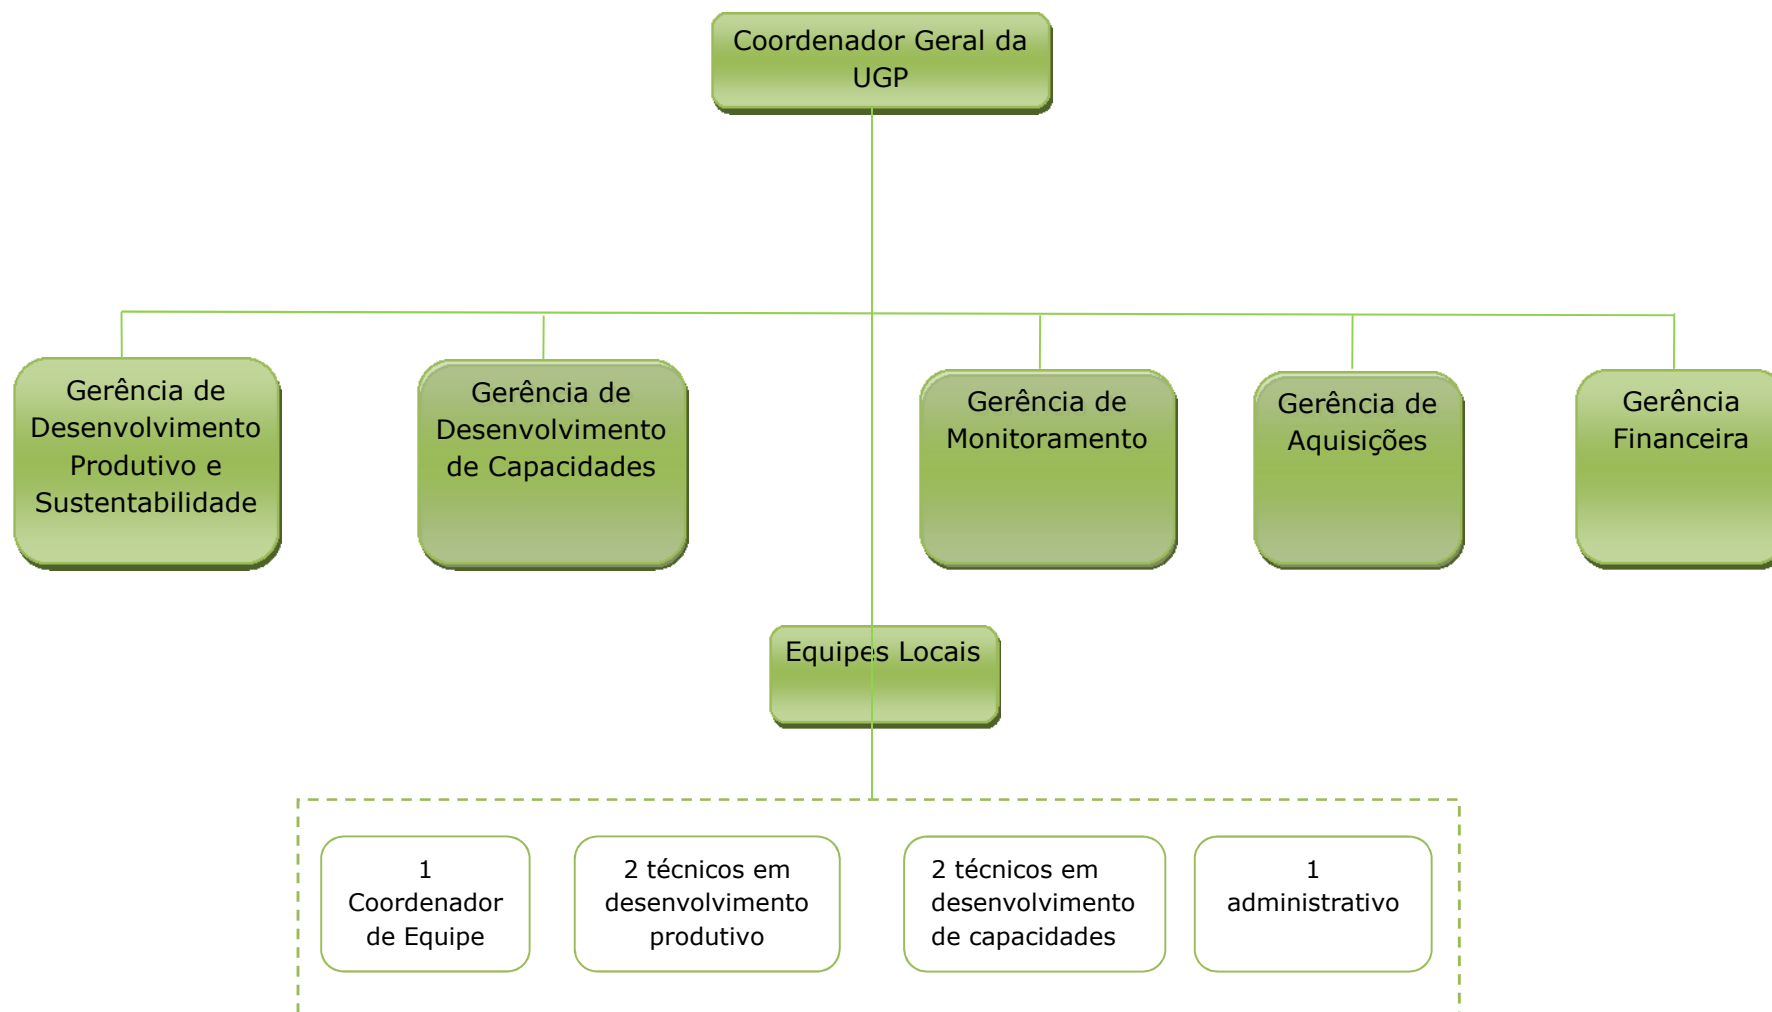 Coordenador Geral da
UGP
Gerência de
Desenvolvimento
Produtivo e
Sustentabilidade
Gerência de
Desenvolvimento
de Capacidades
Gerência de
Monitoramento
Gerência de
Aquisições
Gerência
Financeira
Equipes Locais
1
Coordenador
de Equipe
2 técnicos em
desenvolvimento
produtivo
2 técnicos em
desenvolvimento
de capacidades
1
administrativo